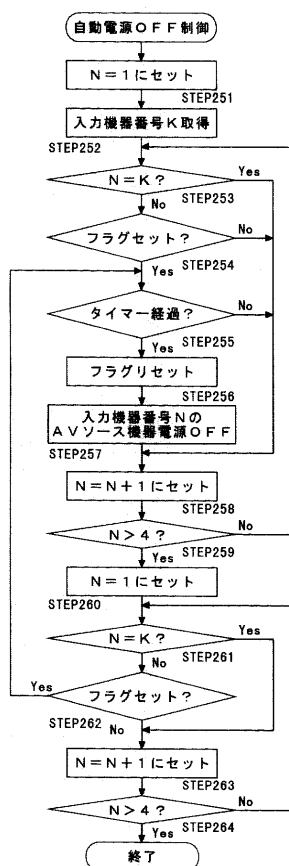 自動電源OFF制御
N=1にセット
STEP251
入力機器番号K取得
STEP252
N=K?
Yes
STEP253
No
フラグセット?
No
STEP254
Yes
タイマー経過?
No
STEP255
Yes
フラグリセット
STEP256
入力機器番号Nの
AVソース機器電源OFF
STEP257
N=N+1にセット
STEP258
N>4?
No
STEP259
Yes
N=1にセット
STEP260
N=K?
Yes
STEP261
No
Yes
フラグセット?
STEP262
No
N=N+1にセット
STEP263
N>4?
No
STEP264
Yes
終了